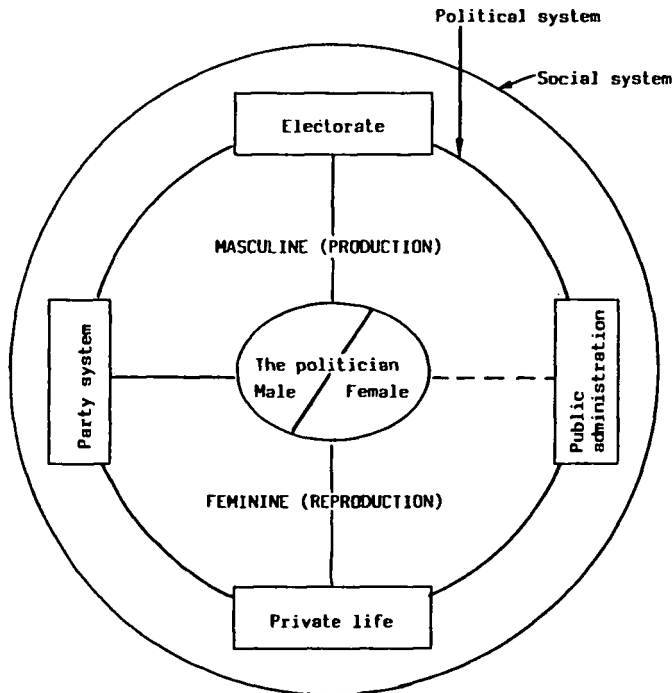 Political system
Social system
Electorate
MASCULINE (PRODUCTION)
Party system
The politician
Male Female
Public
administration
FEMININE (REPRODUCTION)
Private life